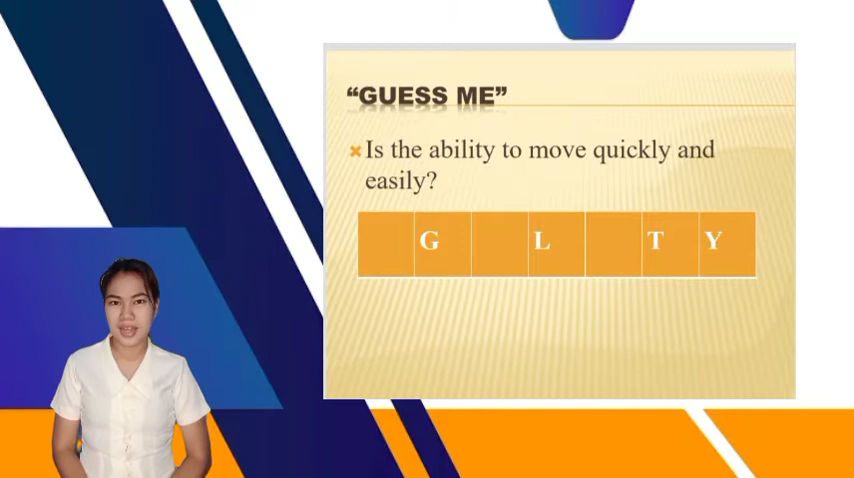 “GUESS ME”
Is the ability to move quickly and
easily?
G L T Y